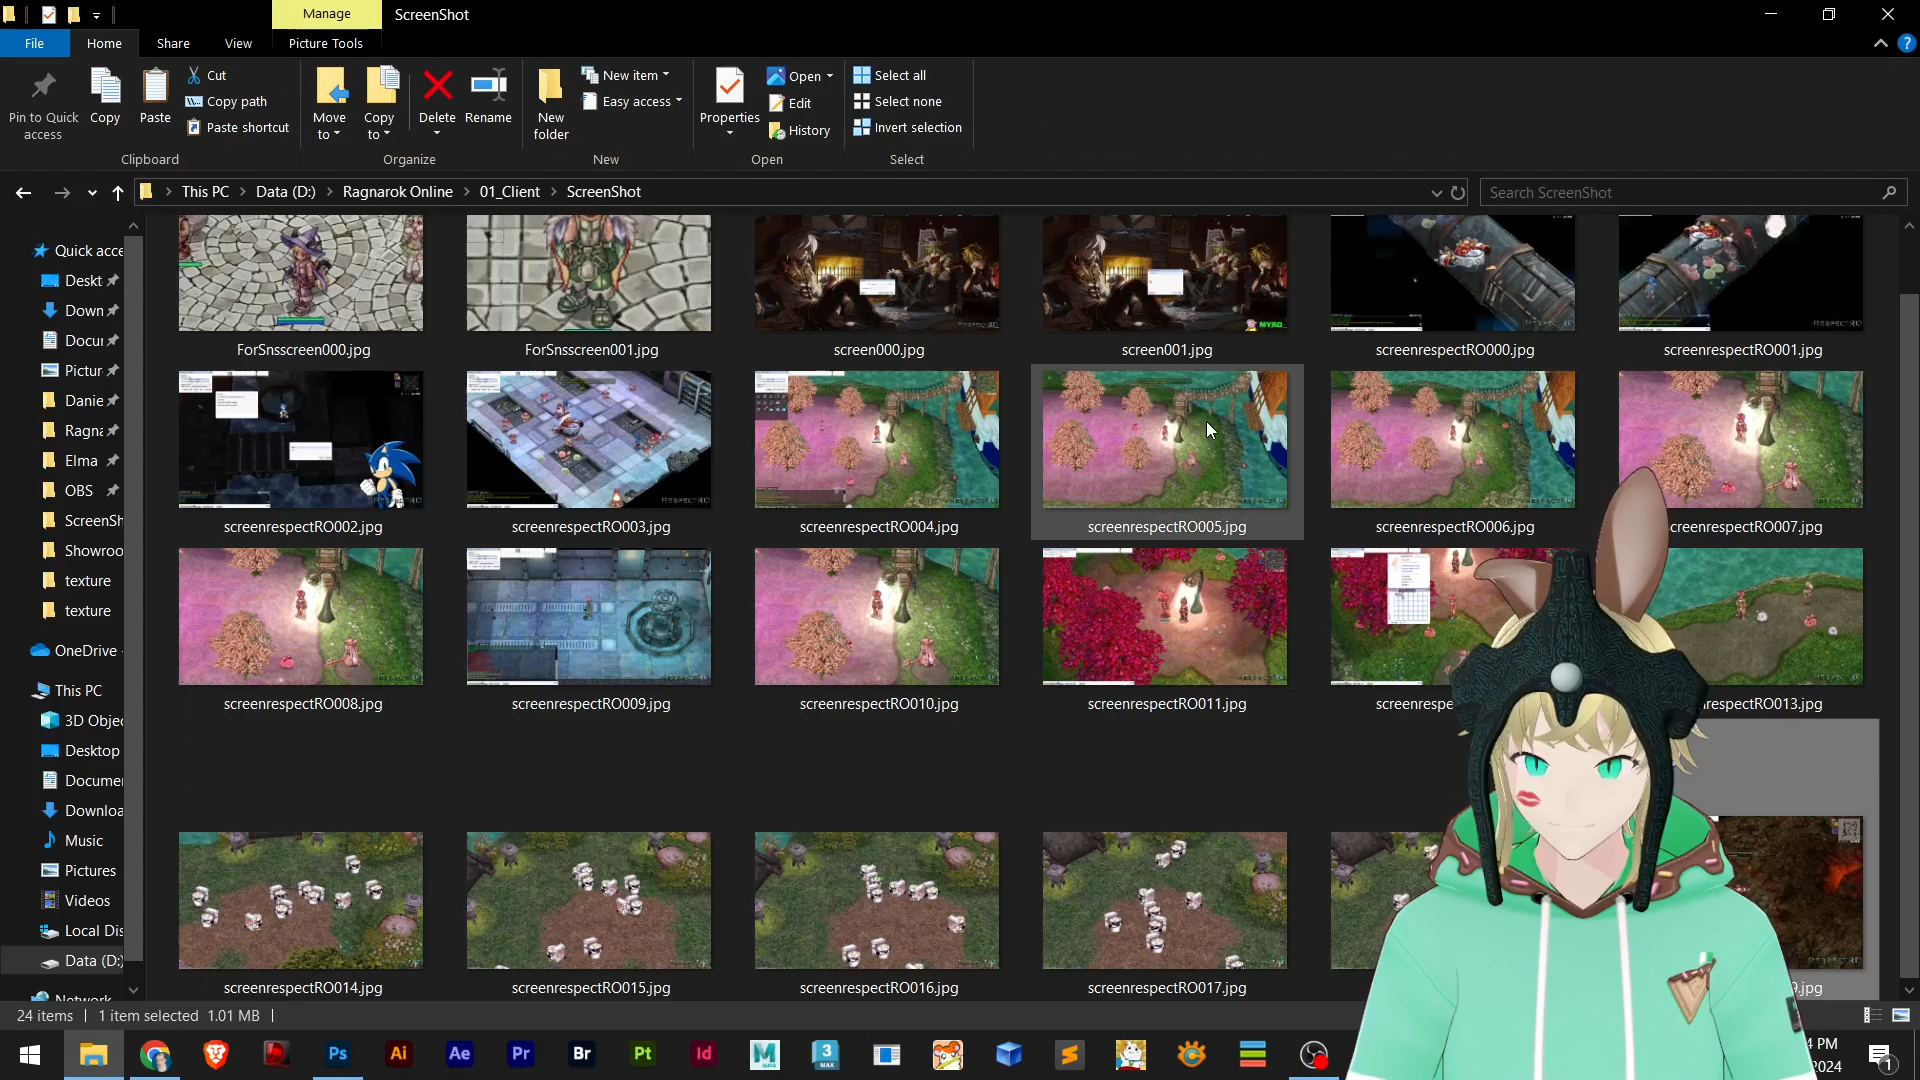 Manage
ScreenShot
File
Home
Share
View
Picture Tools
Pin to Quick access
Copy
Paste
Cut
Copy path
Paste shortcut
Clipboard
Move to
Copy to
Delete
Rename
Organize
New folder
New item
Easy access
New
Properties
Open
Edit
History
Open
Select all
Select none
Invert selection
Select
This PC > Data (D:) > Ragnarok Online > 01_Client > ScreenShot
Search ScreenShot
Quick acce
Deskt
Down
Docur
Pictur
Danie
Ragna
Elma
OBS
ScreenSh
Showroo
texture
texture
OneDrive
This PC
3D Objec
Desktop
Documer
Downloa
Music
Pictures
Videos
Local Dis
Data (D:)
Network
ForSnsscreen000.jpg
ForSnsscreen001.jpg
screen000.jpg
screen001.jpg
screenrespectRO000.jpg
screenrespectRO001.jpg
screenrespectRO002.jpg
screenrespectRO003.jpg
screenrespectRO004.jpg
screenrespectRO005.jpg
screenrespectRO006.jpg
creenrespectRO007.jpg
screenrespectRO008.jpg
screenrespectRO009.jpg
screenrespectRO010.jpg
screenrespectRO011.jpg
screenrespe
respectRO013.jpg
screenrespectRO014.jpg
screenrespectRO015.jpg
screenrespectRO016.jpg
screenrespectRO017.jpg
9.jpg
24 items
1 item selected 1.01 MB
Ps
Ai
Ae
Pr
Br
Pt
Id
4 PM
2024
1